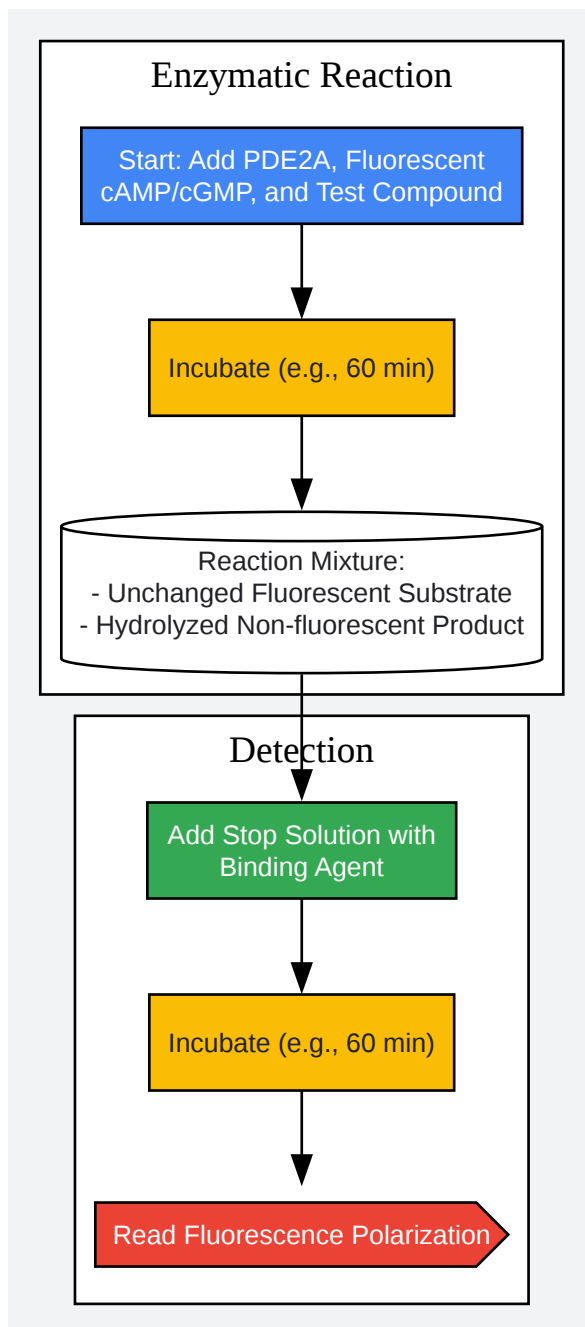 Enzymatic Reaction
Start: Add PDE2A, Fluorescent
cAMP/cGMP, and Test Compound
Incubate (e.g., 60 min)
Reaction Mixture:
- Unchanged Fluorescent Substrate
- Hydrolyzed Non-fluorescent Product
Detection
Add Stop Solution with
Binding Agent
Incubate (e.g., 60 min)
Read Fluorescence Polarization